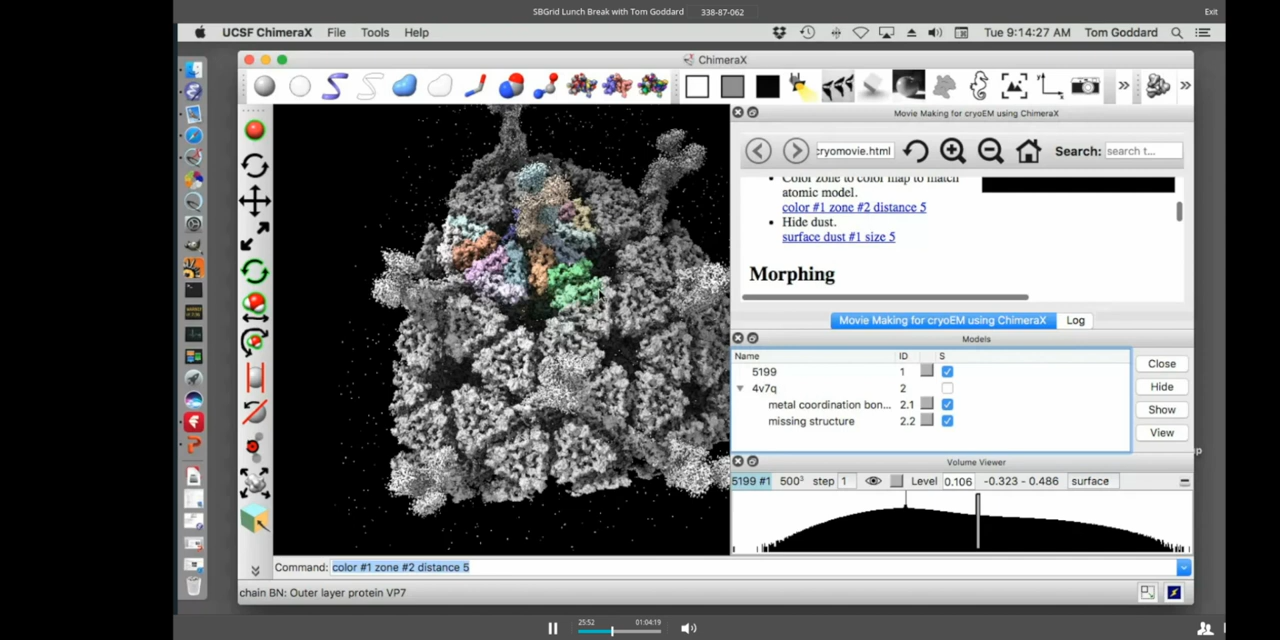 SBGrid Lunch Break with Tom Goddard 338-87-062 Exit
UCSF ChimeraX File Tools Help Tue 9:14:27 AM Tom Goddard
ChimeraX
Movie Making for cryoEM using ChimeraX
cryomovie.html Search: search t...
Color zone to color map to match
atomic model.
color #1 zone #2 distance 5
Hide dust.
surface dust #1 size 5
Morphing
Movie Making for cryoEM using ChimeraX Log
Models
Name ID S
5199 1
4v7q 2
metal coordination bon... 2.1
missing structure 2.2
Close
Hide
Show
View
Volume Viewer
5199 #1 500³ step 1 Level 0.106 -0.323 - 0.486 surface
Command: color #1 zone #2 distance 5
chain BN: Outer layer protein VP7
25:52 01:04:19